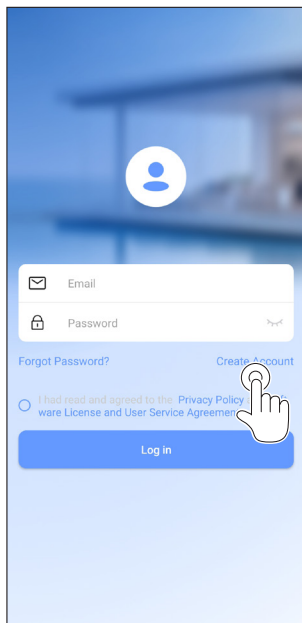 Email
Password
Forgot Password?
Create Account
I had read and agreed to the Privacy Policy
ware License and User Service Agreemen
Log in